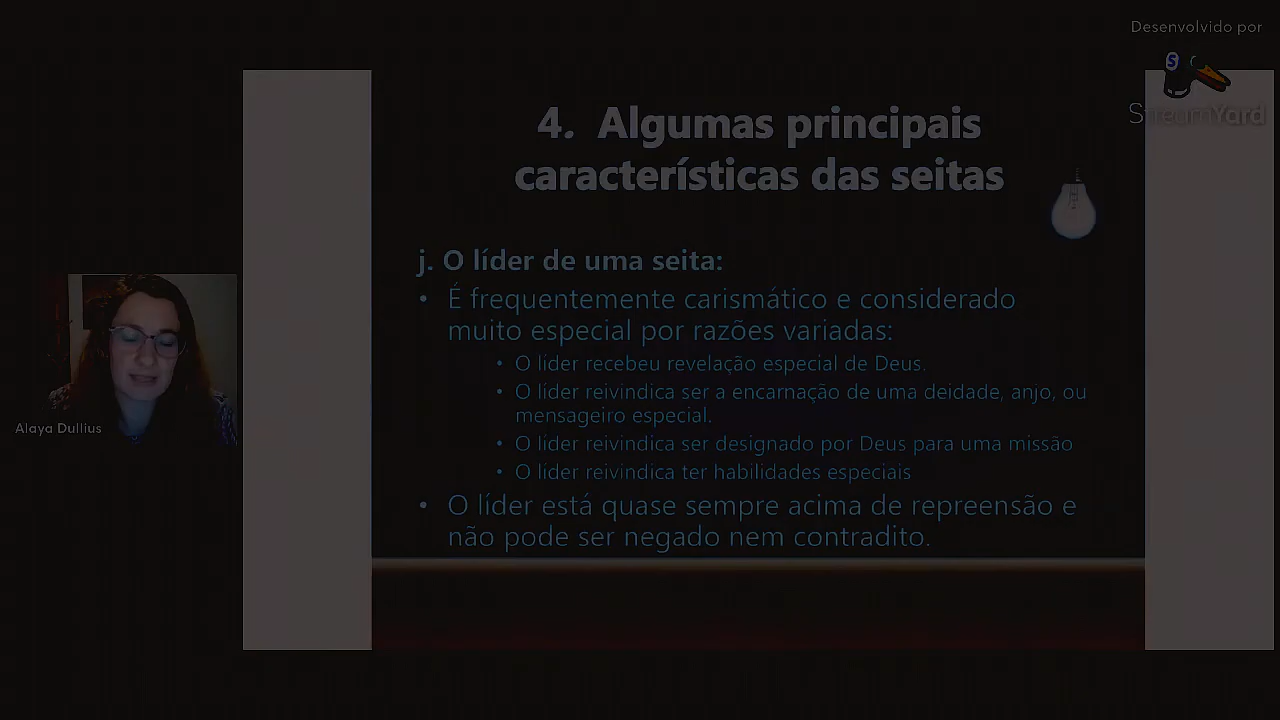 Desenvolvido por
StreamYard
4. Algumas principais
características das seitas
j. O líder de uma seita:
• É frequentemente carismático e considerado
muito especial por razões variadas:
• O líder recebeu revelação especial de Deus.
• O líder reivindica ser a encarnação de uma deidade, anjo, ou
mensageiro especial.
• O líder reivindica ser designado por Deus para uma missão
• O líder reivindica ter habilidades especiais
• O líder está quase sempre acima de repreensão e
não pode ser negado nem contradito.
Alaya Dullius